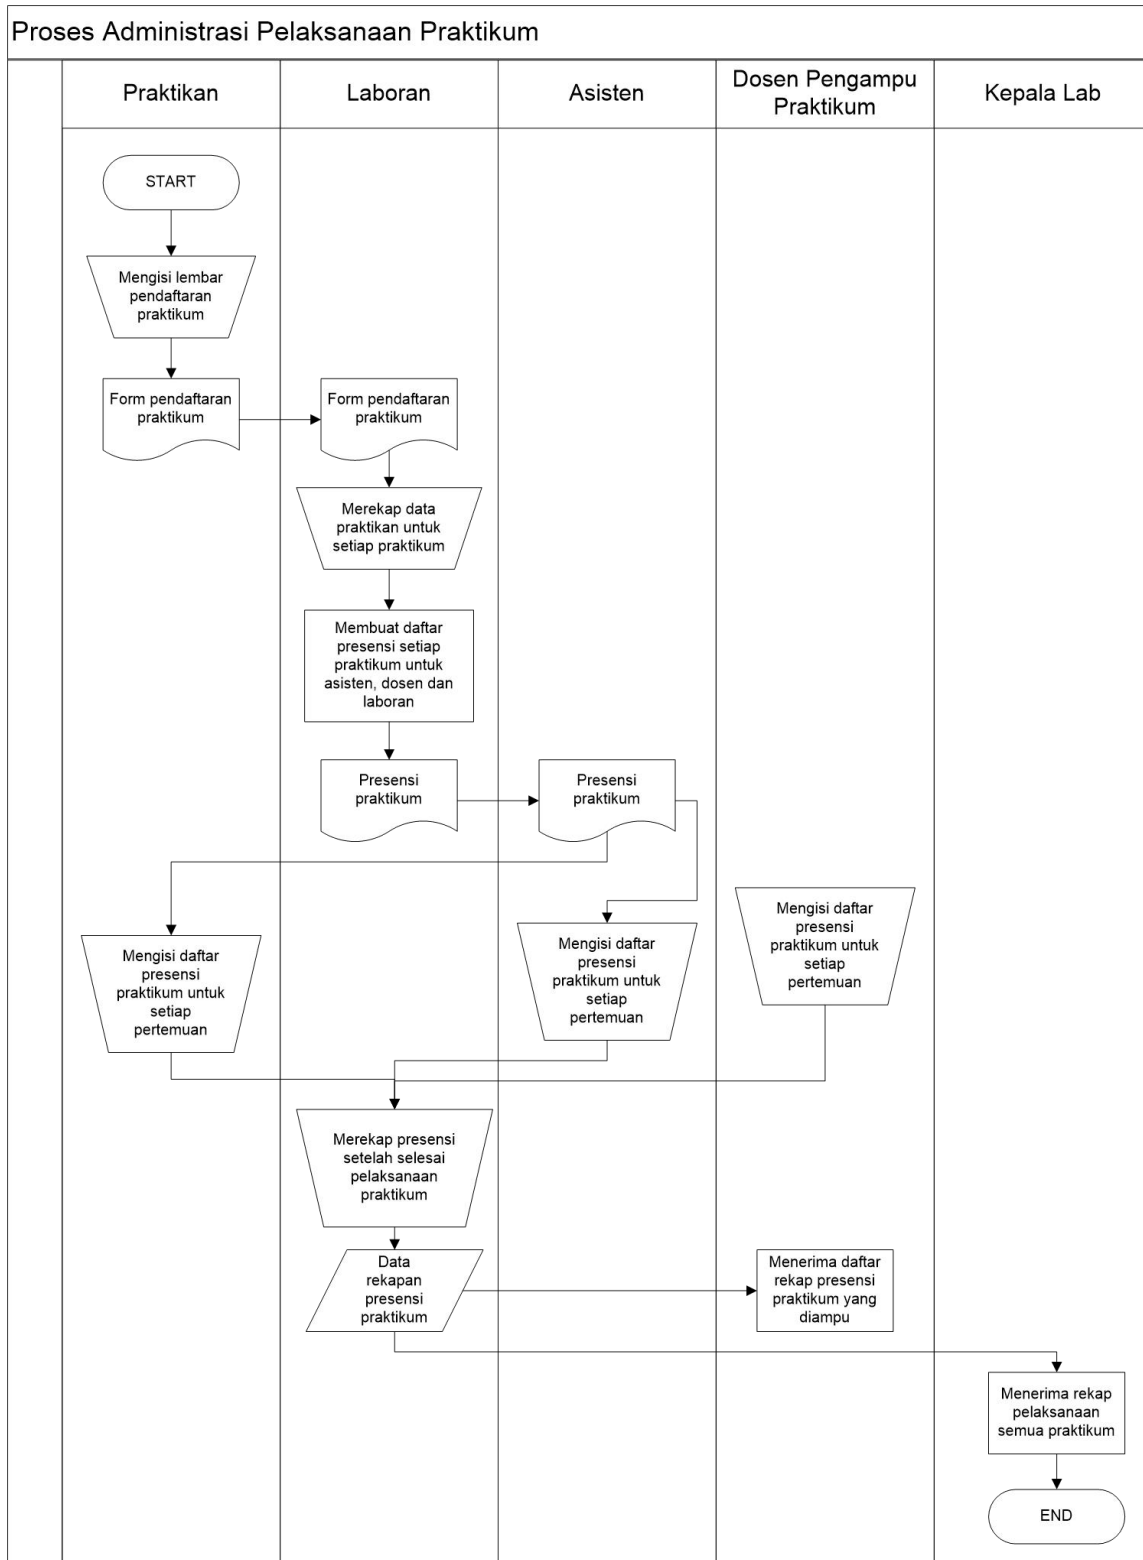 Proses Administrasi Pelaksanaan Praktikum
Praktikan
Laboran
Asisten
Dosen Pengampu
Praktikum
Kepala Lab
START
Mengisi lembar
pendaftaran
praktikum
Form pendaftaran
praktikum
Form pendaftaran
praktikum
Merekap data
praktikan untuk
setiap praktikum
Membuat daftar
presensi setiap
praktikum untuk
asisten, dosen dan
laboran
Presensi
praktikum
Presensi
praktikum
Mengisi daftar
presensi
praktikum untuk
setiap
pertemuan
Mengisi daftar
presensi
praktikum untuk
setiap
pertemuan
Mengisi daftar
presensi
praktikum untuk
setiap
pertemuan
Merekap presensi
setelah selesai
pelaksanaan
praktikum
Data
rekapan
presensi
praktikum
Menerima daftar
rekap presensi
praktikum yang
diampu
Menerima rekap
pelaksanaan
semua praktikum
END